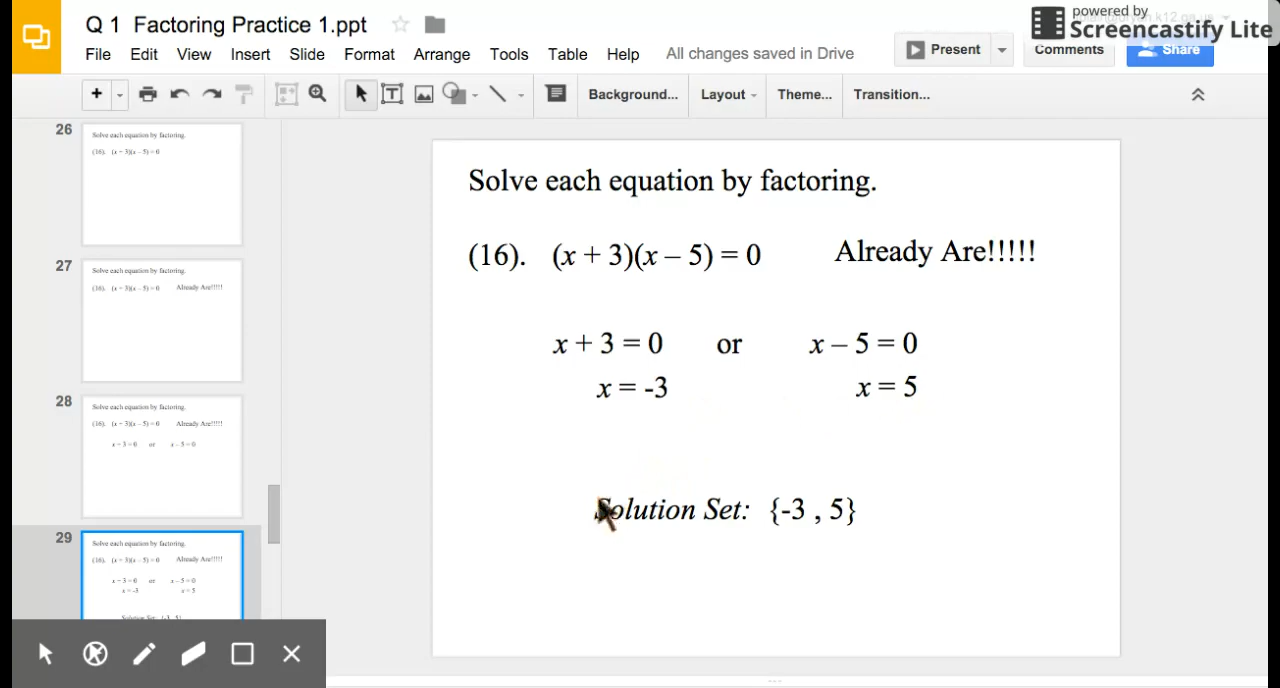 Q 1 Factoring Practice 1.ppt
powered by
Screencastify Lite
File Edit View Insert Slide Format Arrange Tools Table Help All changes saved in Drive
Present Comments Share
Background... Layout Theme... Transition...
26
Solve each equation by factoring.
(16). (x + 3)(x – 5) = 0
27
Solve each equation by factoring.
(16). (x + 3)(x – 5) = 0 Already Are!!!!!
28
Solve each equation by factoring.
(16). (x + 3)(x – 5) = 0 Already Are!!!!!
x + 3 = 0 or x – 5 = 0
29
Solve each equation by factoring.
(16). (x + 3)(x – 5) = 0 Already Are!!!!!
x + 3 = 0 or x – 5 = 0
x = -3 x = 5
Solution Set: {-3 , 5}
Solve each equation by factoring.
(16). (x + 3)(x – 5) = 0 Already Are!!!!!
x + 3 = 0 or x – 5 = 0
x = -3 x = 5
Solution Set: {-3 , 5}